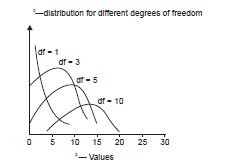 ²—distribution for different degrees of freedom
df = 1
df = 3
df = 5
df = 10
0 5 10 15 20 25 30
²— Values